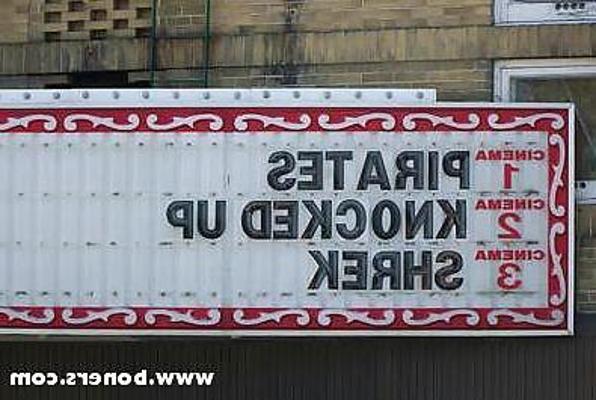 CINEMA 1 PIRATES
CINEMA 2 KNOCKED UP
CINEMA 3 SHREK
www.boners.com